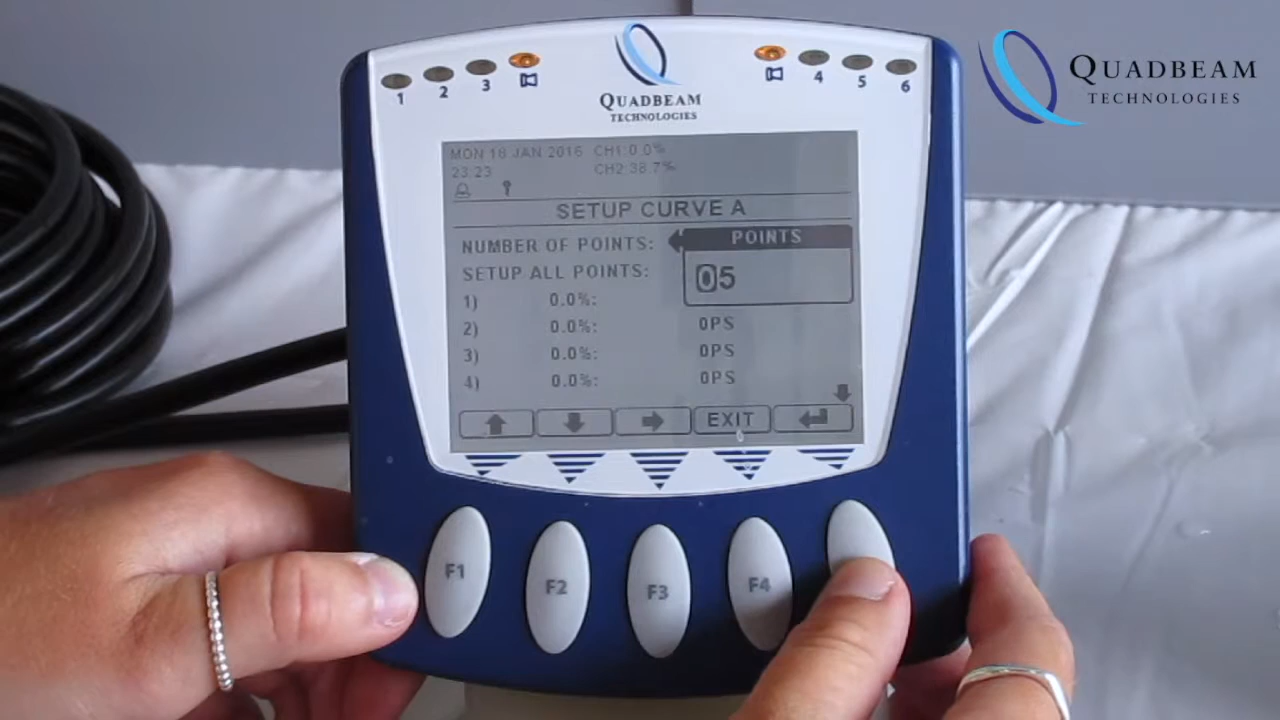 1 2 3 4 5 6
QUADBEAM
TECHNOLOGIES
QUADBEAM
TECHNOLOGIES
MON 18 JAN 2016 CH1:0.0%
23:23 CH2:38.7%
SETUP CURVE A
NUMBER OF POINTS: POINTS
SETUP ALL POINTS: 05
1) 0.0%:
2) 0.0%: 0PS
3) 0.0%: 0PS
4) 0.0%: 0PS
EXIT
F1 F2 F3 F4